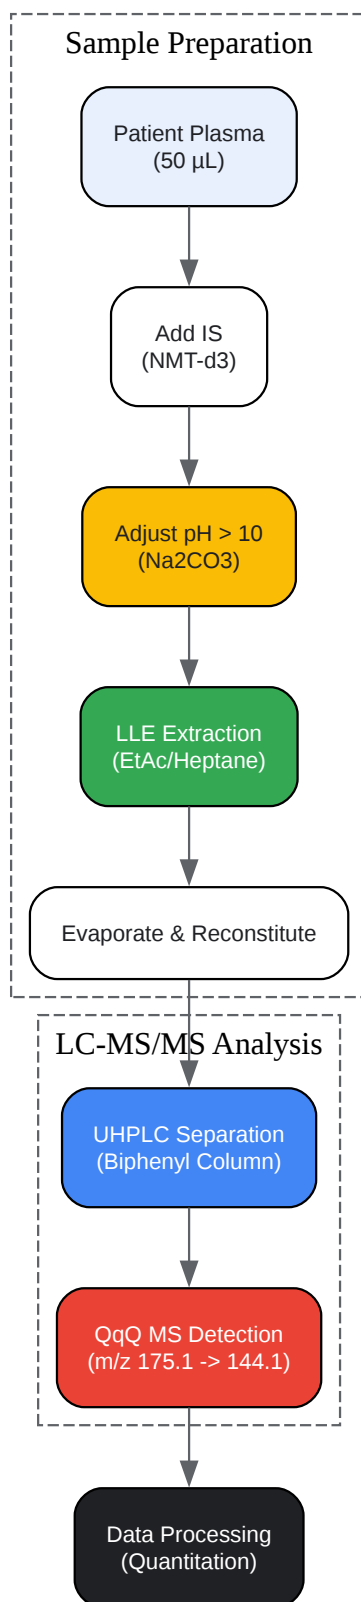 Sample Preparation
Patient Plasma
(50 µL)
Add IS
(NMT-d3)
Adjust pH > 10
(Na2CO3)
LLE Extraction
(EtAc/Heptane)
Evaporate & Reconstitute
LC-MS/MS Analysis
UHPLC Separation
(Biphenyl Column)
QqQ MS Detection
(m/z 175.1 -> 144.1)
Data Processing
(Quantitation)